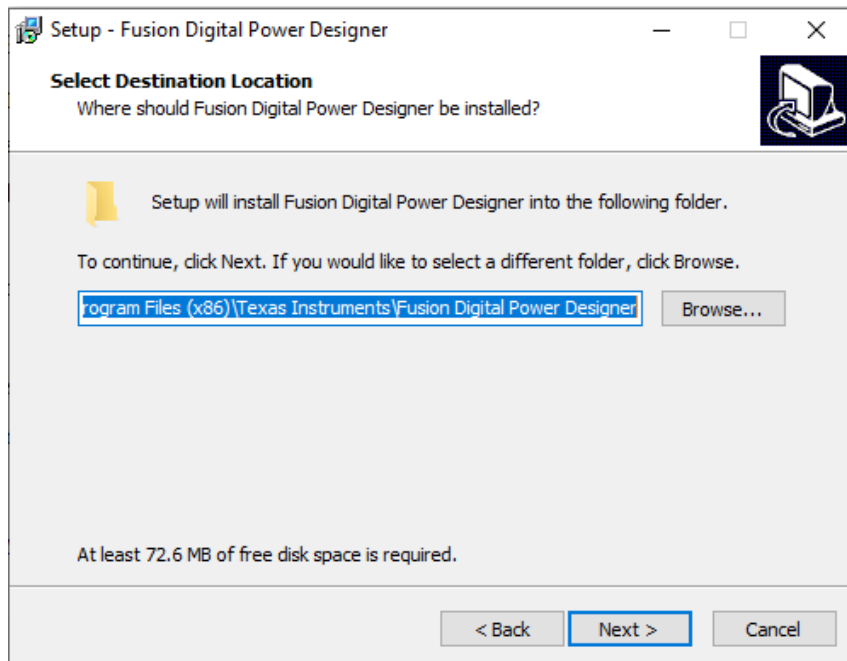 Setup - Fusion Digital Power Designer
Select Destination Location
Where should Fusion Digital Power Designer be installed?
Setup will install Fusion Digital Power Designer into the following folder.
To continue, click Next. If you would like to select a different folder, click Browse.
rogram Files (x86)\Texas Instruments\Fusion Digital Power Designer
Browse...
At least 72.6 MB of free disk space is required.
< Back
Next >
Cancel